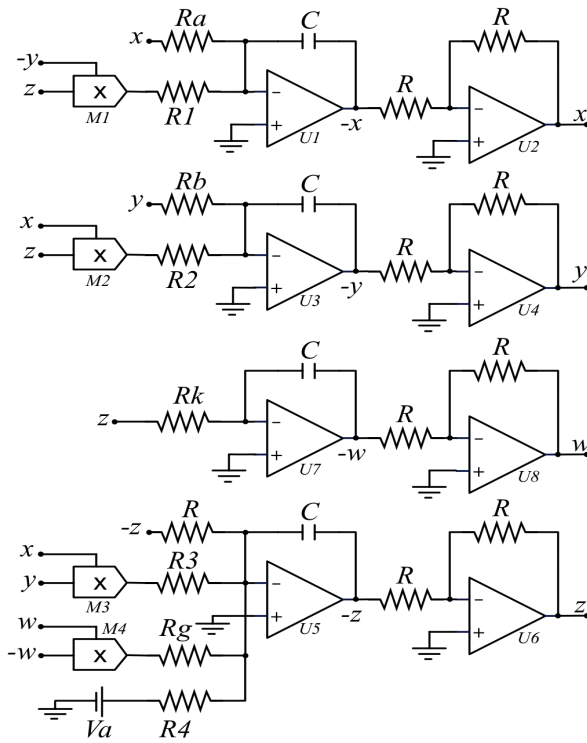 x Ra C R
-y
z X M1 R1 - + U1 -x R - + U2 x
y Rb C R
x
z X M2 R2 - + U3 -y R - + U4 y
C R
z Rk - + U7 -w R - + U8 w
-z R C R
x
y X M3 R3 - + U5 -z R - + U6 z
w M4
-w X Rg
Va R4